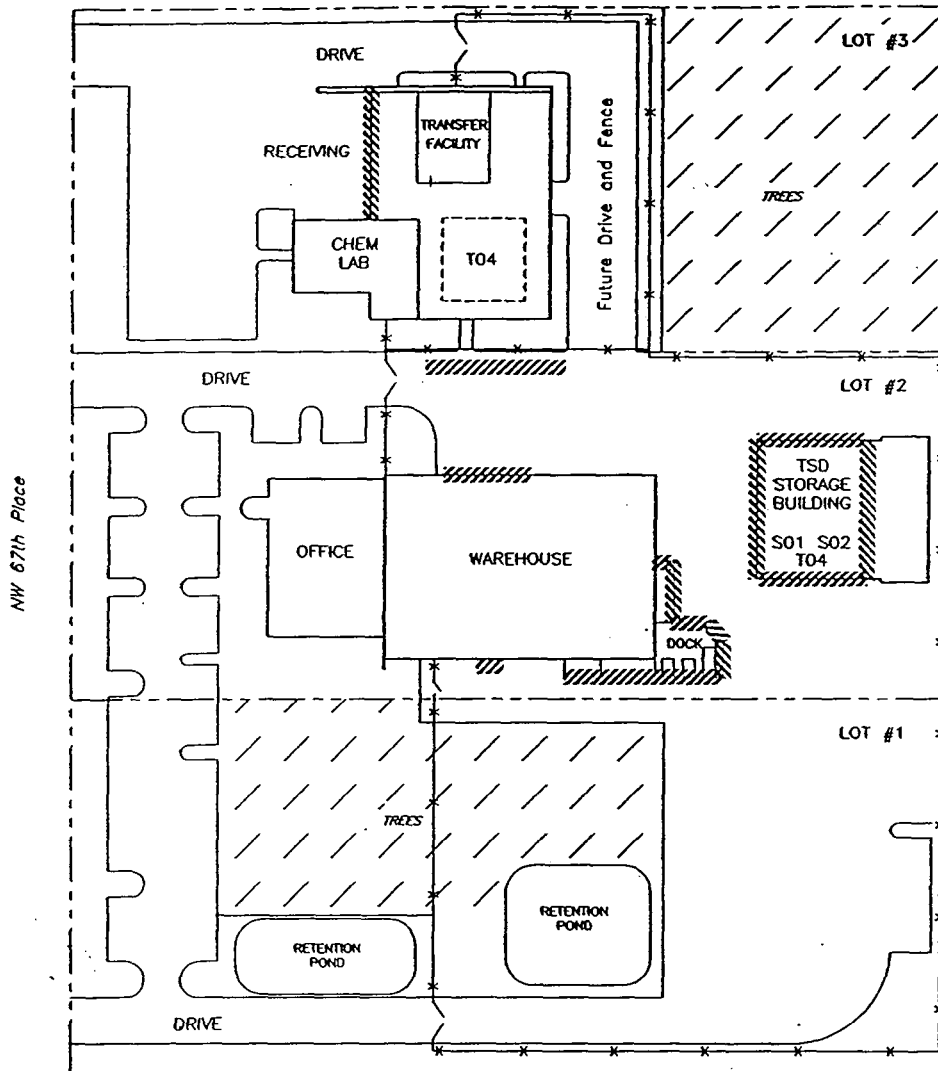 LOT #3
DRIVE
TRANSFER
FACILITY
RECEIVING
Future Drive and Fence
TREES
CHEM
LAB
T04
DRIVE
LOT #2
TSD
STORAGE
BUILDING
S01 S02
T04
NW 67th Place
OFFICE
WAREHOUSE
DOCK
LOT #1
TREES
RETENTION
POND
RETENTION
POND
DRIVE